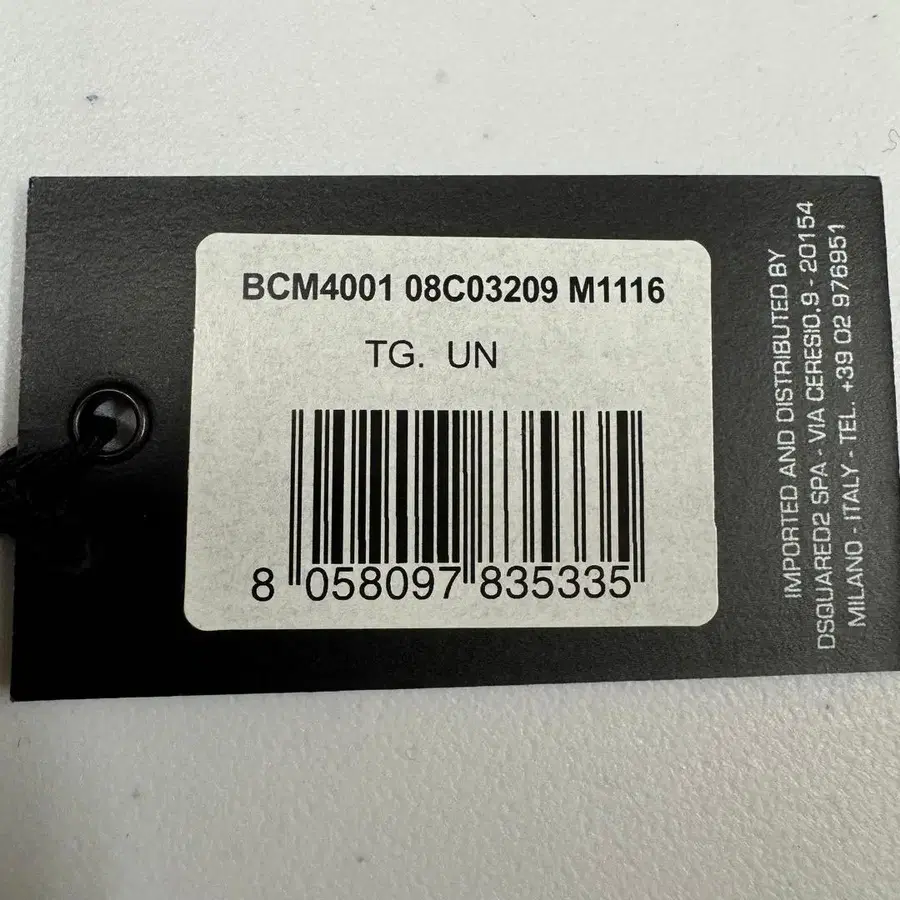 BCM4001 08C03209 M1116
TG. UN
8 058097 835335
IMPORTED AND DISTRIBUTED BY
DSQUARED2 SPA - VIA CERESIO,9 - 20154
MILANO - ITALY - TEL. +39 02 976951